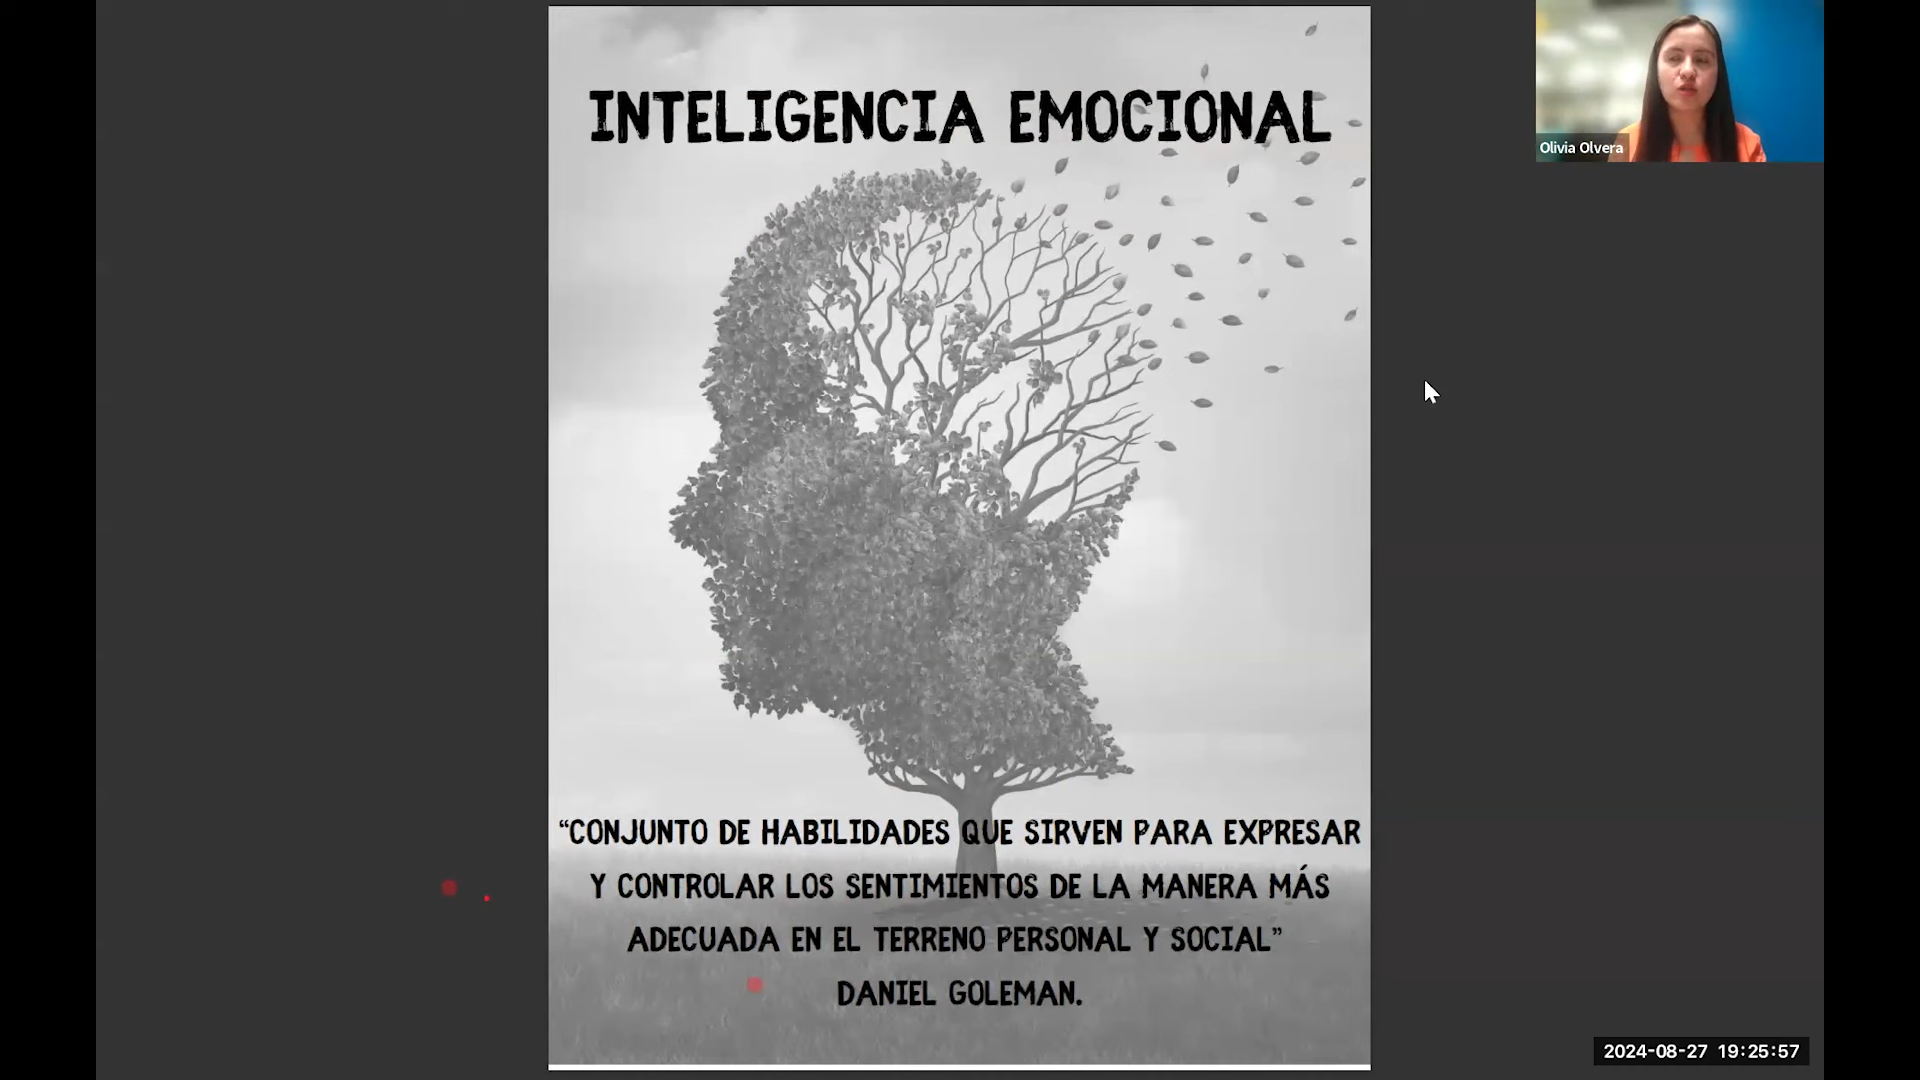 INTELIGENCIA EMOCIONAL
Olivia Olvera
“CONJUNTO DE HABILIDADES QUE SIRVEN PARA EXPRESAR
Y CONTROLAR LOS SENTIMIENTOS DE LA MANERA MÁS
ADECUADA EN EL TERRENO PERSONAL Y SOCIAL”
DANIEL GOLEMAN.
2024-08-27 19:25:57